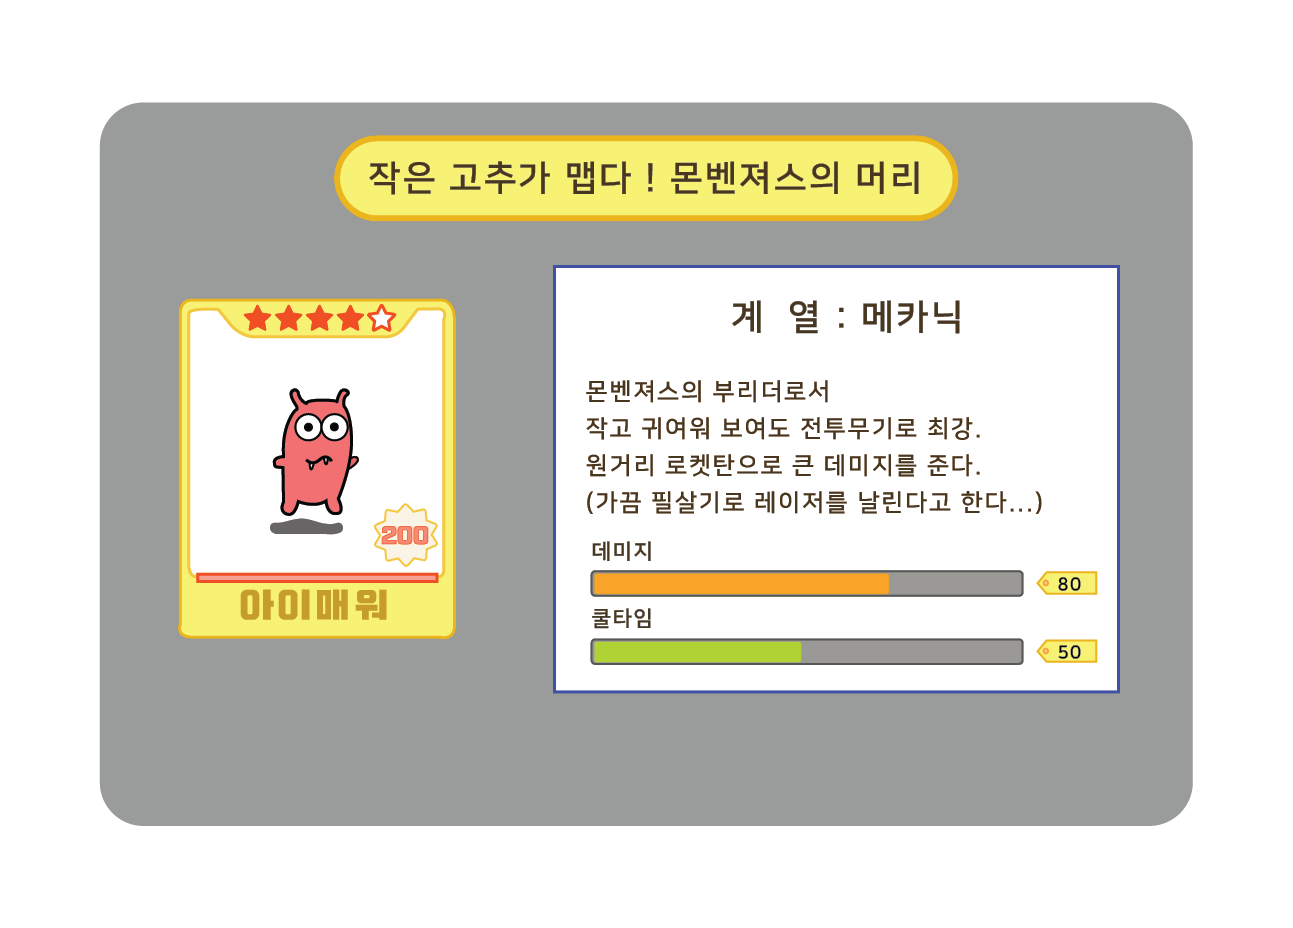 작은 고추가 맵다 ! 몬벤져스의 머리
200
아이매워
계 열 : 메카닉
몬벤져스의 부리더로서
작고 귀여워 보여도 전투무기로 최강.
원거리 로켓탄으로 큰 데미지를 준다.
(가끔 필살기로 레이저를 날린다고 한다...)
데미지
80
쿨타임
50